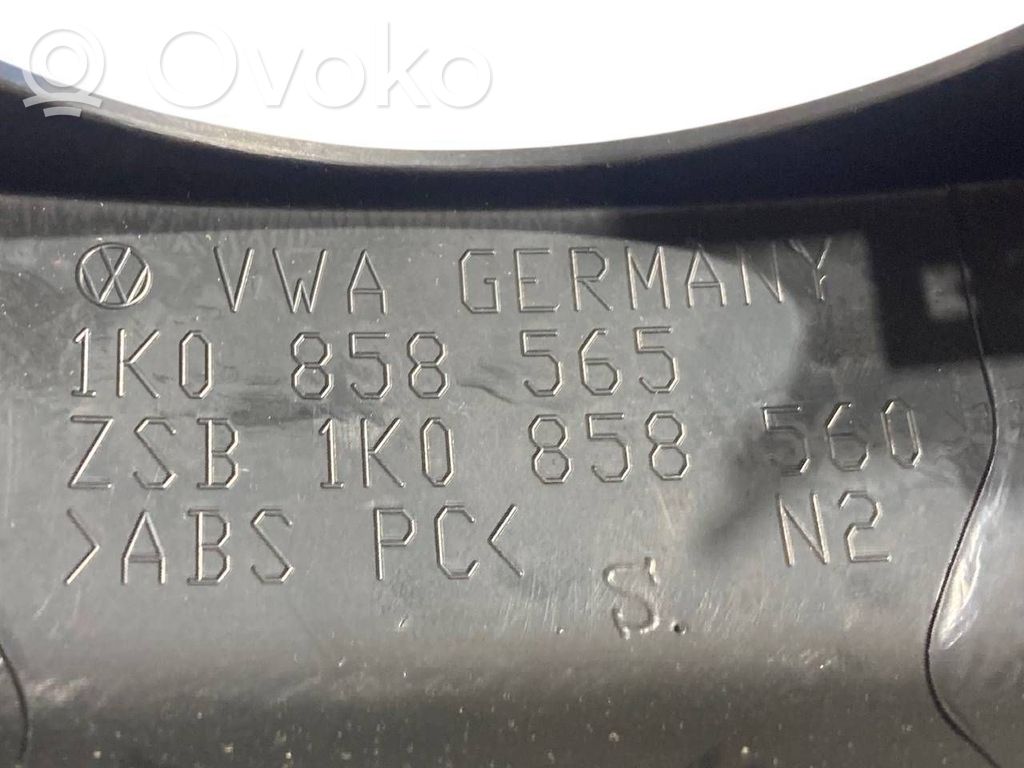 Ovoko
VWA GERMANY
1K0 858 565
ZSB 1K0 858 560
>ABS PC< N2
S.